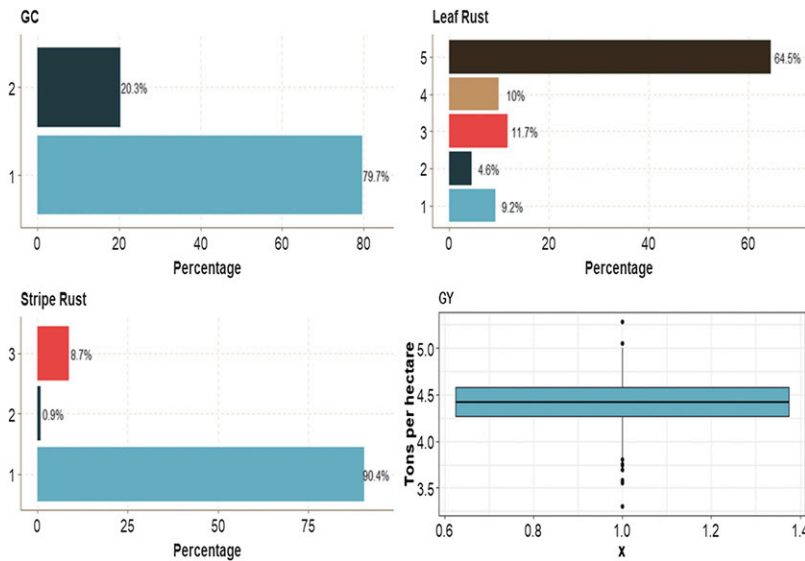 GC
2
20.3%
1
79.7%
0 20 40 60 80
Percentage
Leaf Rust
5
64.5%
4
10%
3
11.7%
2
4.6%
1
9.2%
0 20 40 60
Percentage
Stripe Rust
3
8.7%
2
0.9%
1
90.4%
0 25 50 75
Percentage
GY
Tons per hectare
5.0
4.5
4.0
3.5
0.6 0.8 1.0 1.2 1.4
X